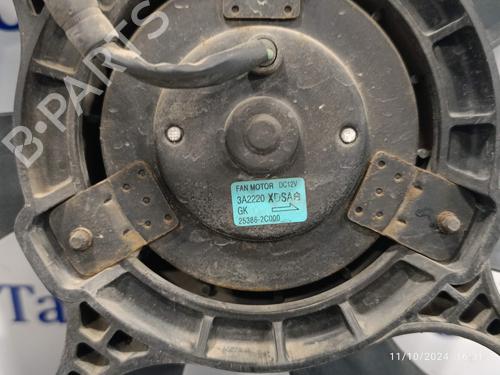 B-PARTS
FAN MOTOR DC12V
3A2220 XDSAA
GK
25386-2C000
11/10/2024 16:31